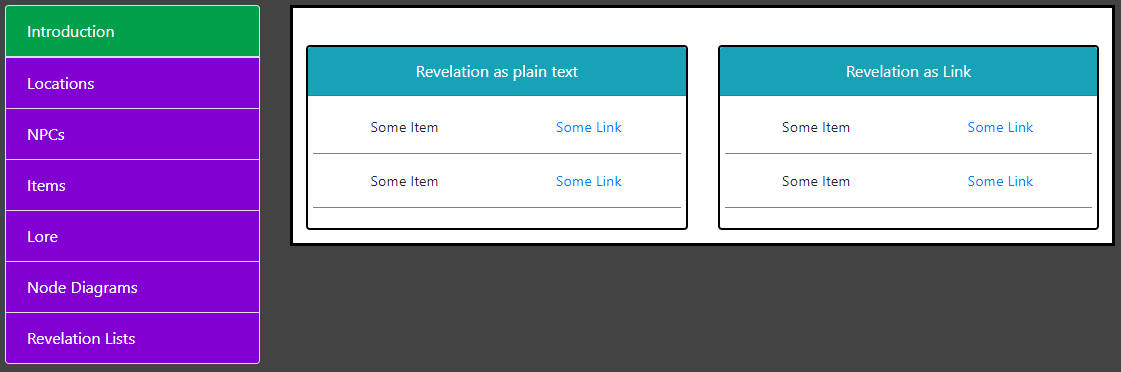 Introduction
Locations
NPCs
Items
Lore
Node Diagrams
Revelation Lists
Revelation as plain text
Some Item Some Link
Some Item Some Link
Revelation as Link
Some Item Some Link
Some Item Some Link